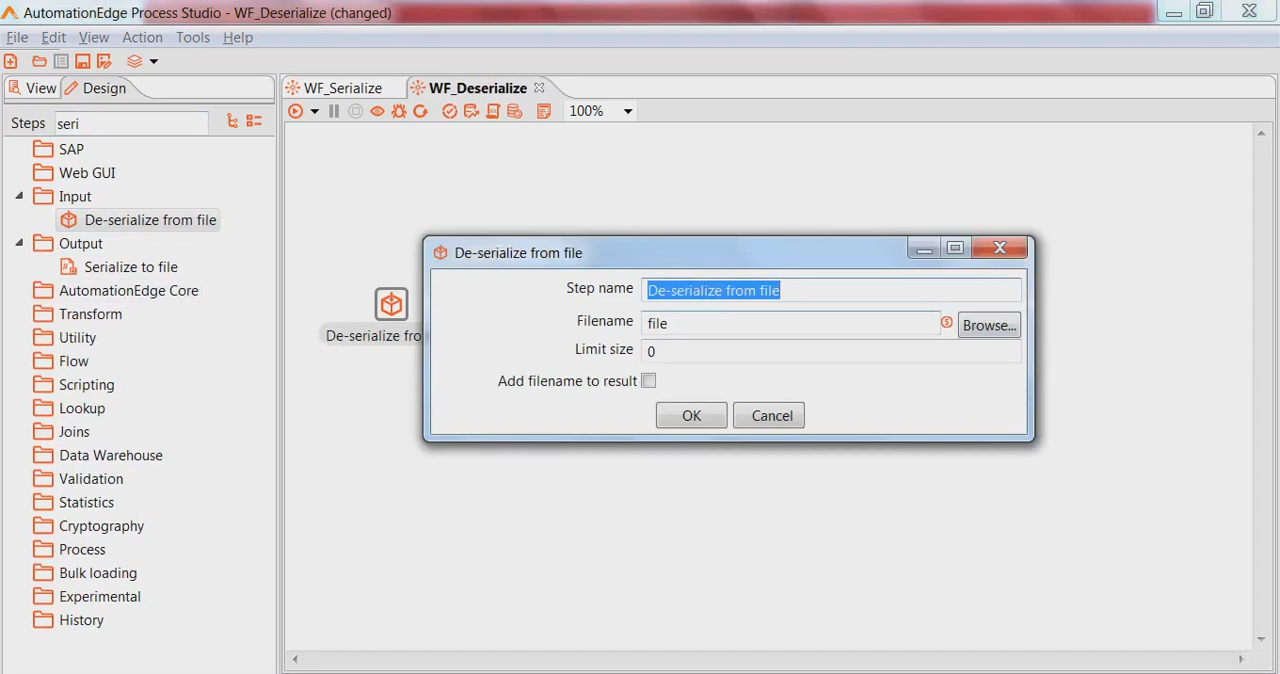 AutomationEdge Process Studio - WF_Deserialize (changed)
File Edit View Action Tools Help
View Design
WF_Serialize WF_Deserialize
Steps seri
100%
SAP
Web GUI
Input
De-serialize from file
Output
Serialize to file
AutomationEdge Core
Transform
Utility
Flow
Scripting
Lookup
Joins
Data Warehouse
Validation
Statistics
Cryptography
Process
Bulk loading
Experimental
History
De-serialize fro
De-serialize from file
Step name De-serialize from file
Filename file Browse...
Limit size 0
Add filename to result
OK Cancel